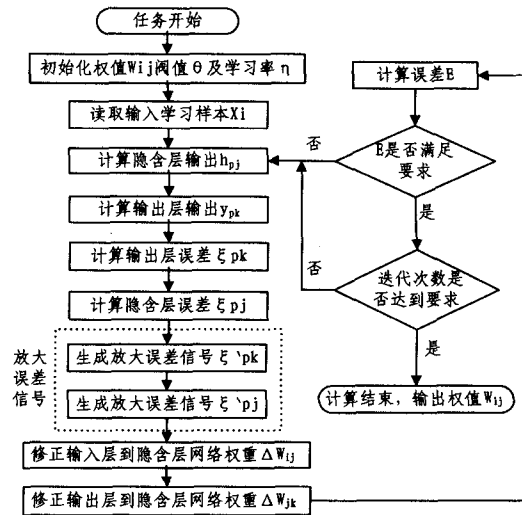 任务开始
初始化权值Wij阀值θ及学习率η
读取输入学习样本Xi
计算隐含层输出hpj
计算输出层输出ypk
计算输出层误差ξpk
计算隐含层误差ξpj
放大
误差
信号
生成放大误差信号ξ`pk
生成放大误差信号ξ`pj
修正输入层到隐含层网络权重ΔWij
修正输出层到隐含层网络权重ΔWjk
计算误差E
否
E是否满足
要求
是
否
迭代次数是
否达到要求
是
计算结束，输出权值Wij